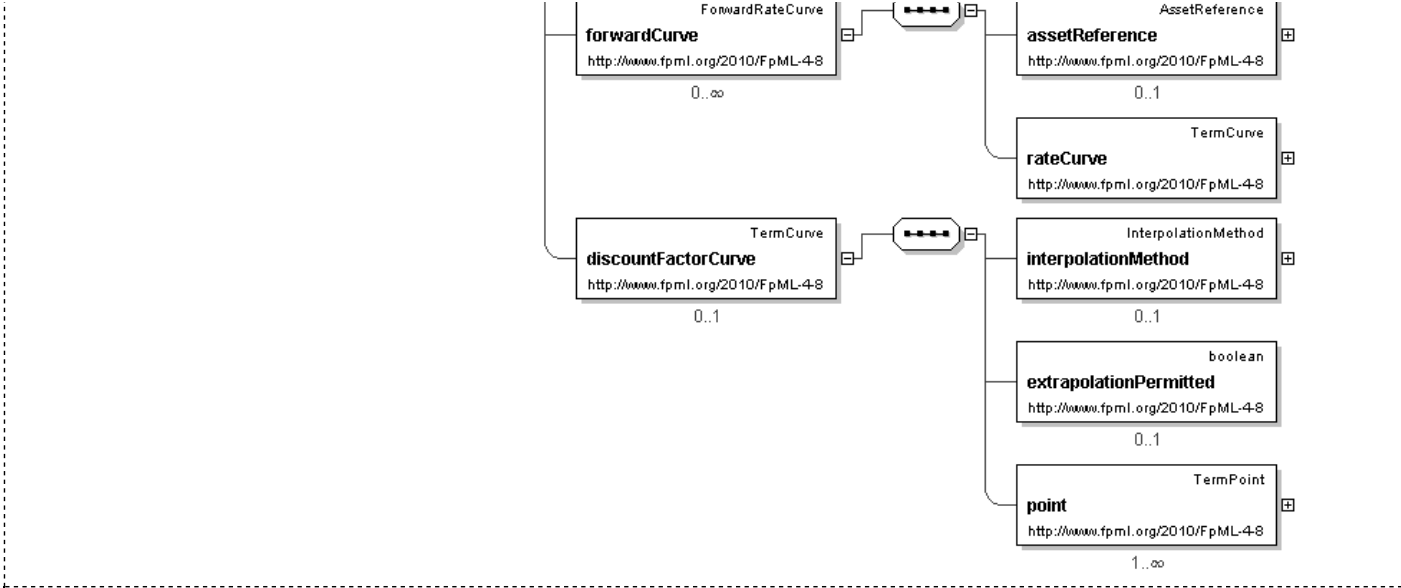 ForwardRateCurve
forwardCurve
http://www.fpml.org/2010/FpML-4-8
0..∞
AssetReference
assetReference
http://www.fpml.org/2010/FpML-4-8
0..1
TermCurve
rateCurve
http://www.fpml.org/2010/FpML-4-8
TermCurve
discountFactorCurve
http://www.fpml.org/2010/FpML-4-8
0..1
InterpolationMethod
interpolationMethod
http://www.fpml.org/2010/FpML-4-8
0..1
boolean
extrapolationPermitted
http://www.fpml.org/2010/FpML-4-8
0..1
TermPoint
point
http://www.fpml.org/2010/FpML-4-8
1..∞